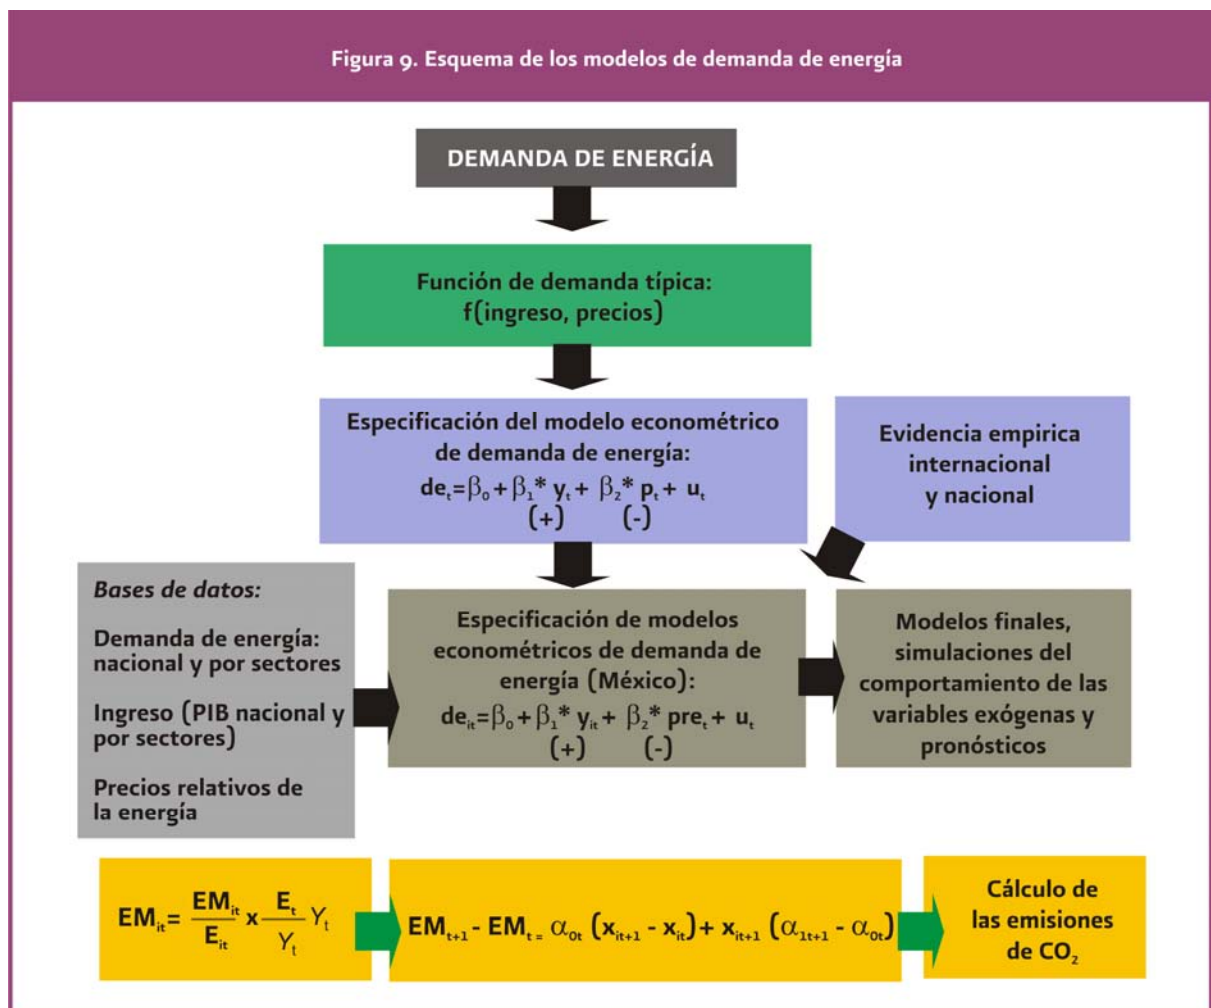 Figura 9. Esquema de los modelos de demanda de energía
DEMANDA DE ENERGÍA
Función de demanda típica:
f(ingreso, precios)
Especificación del modelo econométrico
de demanda de energía:
deₜ=β₀+β₁* yₜ+ β₂* pₜ+ uₜ
(+) (-)
Evidencia empirica
internacional
y nacional
Bases de datos:
Demanda de energía:
nacional y por sectores
Ingreso (PIB nacional y
por sectores)
Precios relativos de
la energía
Especificación de modelos
econométricos de demanda de
energía (México):
deᵢₜ=β₀+β₁* yᵢₜ+ β₂* preₜ+ uₜ
(+) (-)
Modelos finales,
simulaciones del
comportamiento de las
variables exógenas y
pronósticos
EMᵢₜ= EMᵢₜ/Eᵢₜ x Eₜ/Yₜ Yₜ
EMₜ₊₁ - EMₜ = α₀ₜ (xᵢₜ₊₁ - xᵢₜ)+ xᵢₜ₊₁ (α₁ₜ₊₁ - α₀ₜ)
Cálculo de
las emisiones
de CO₂